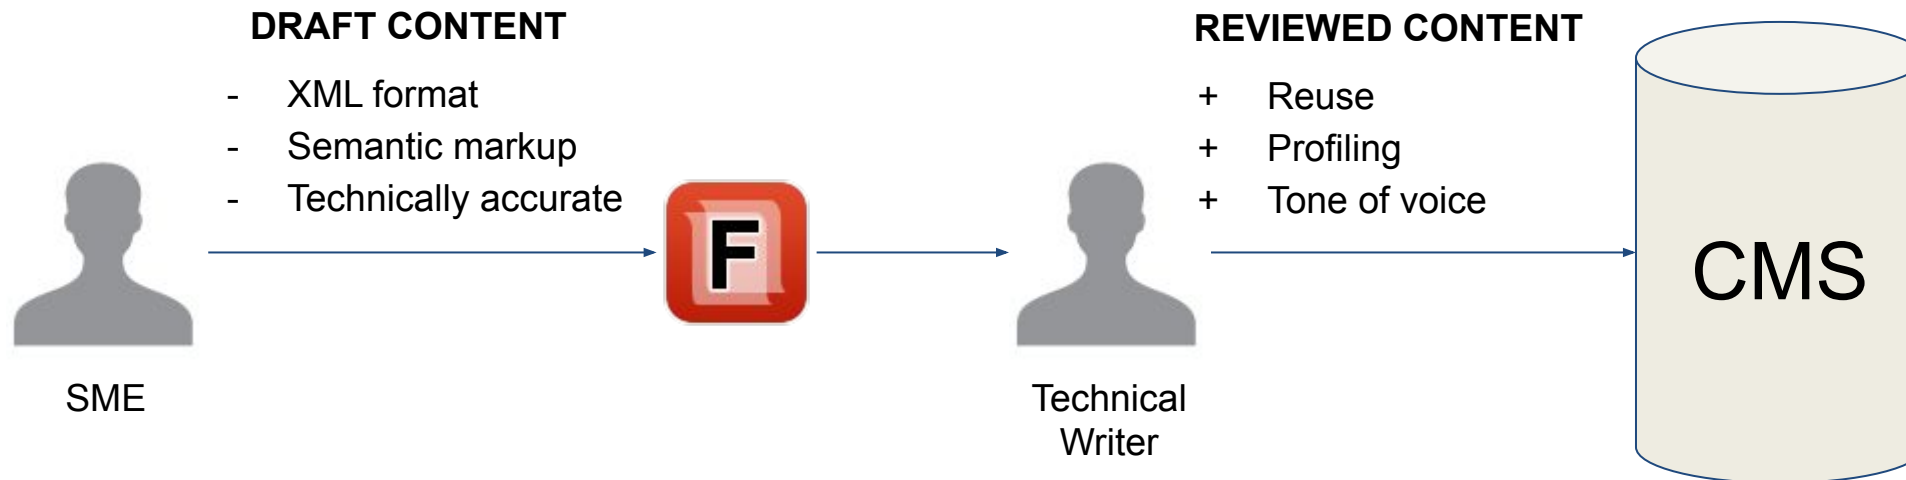 DRAFT CONTENT
- XML format
- Semantic markup
- Technically accurate
SME
F
Technical
Writer
REVIEWED CONTENT
+ Reuse
+ Profiling
+ Tone of voice
CMS